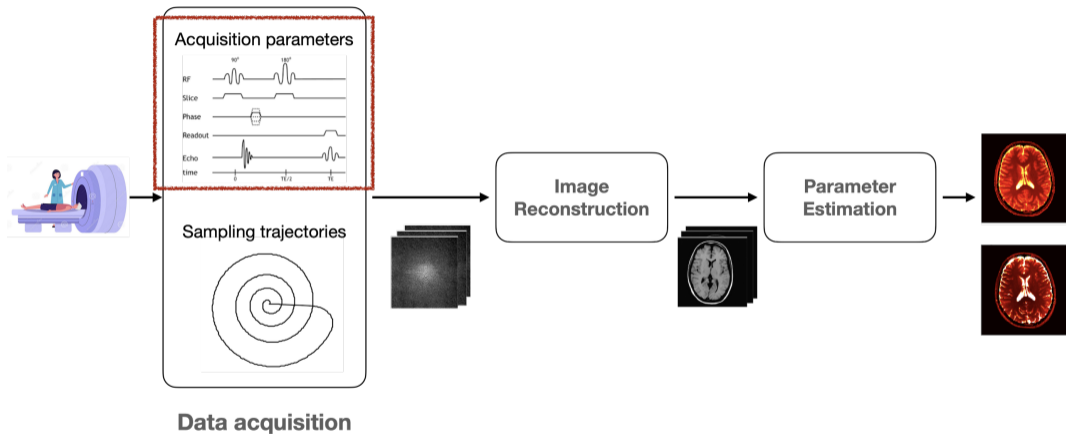 Acquisition parameters
90° 180°
RF
Slice
Phase
Readout
Echo
time
0 TE/2 TE
Sampling trajectories
Data acquisition
Image
Reconstruction
Parameter
Estimation